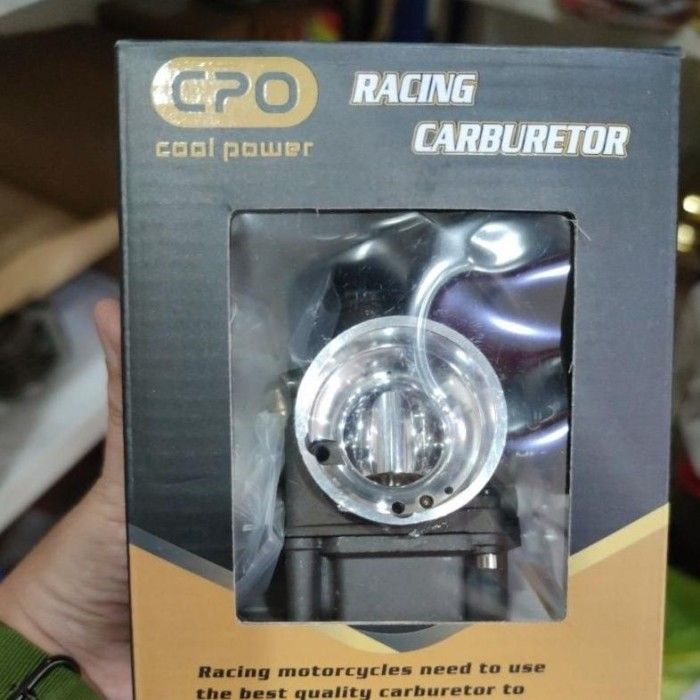 CPO
cool power
RACING
CARBURETOR
Racing motorcycles need to use
the best quality carburetor to